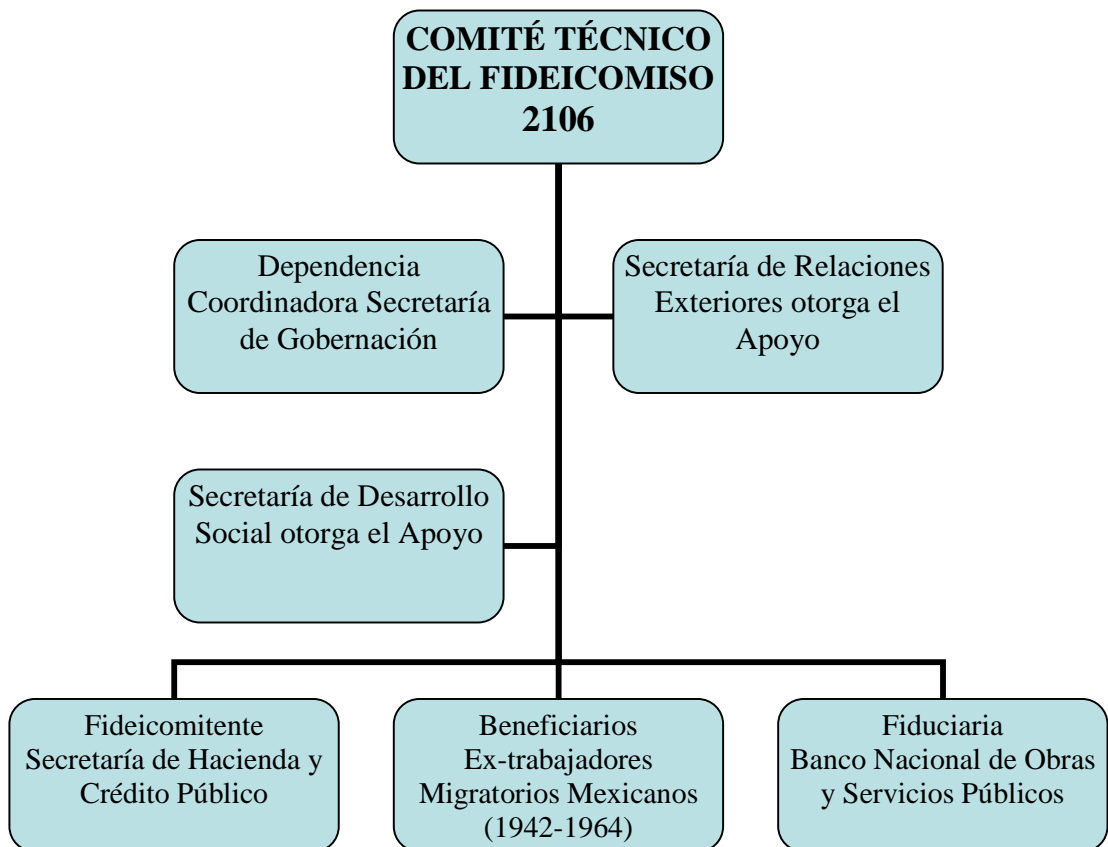 COMITÉ TÉCNICO
DEL FIDEICOMISO
2106
Dependencia
Coordinadora Secretaría
de Gobernación
Secretaría de Relaciones
Exteriores otorga el
Apoyo
Secretaría de Desarrollo
Social otorga el Apoyo
Fideicomitente
Secretaría de Hacienda y
Crédito Público
Beneficiarios
Ex-trabajadores
Migratorios Mexicanos
(1942-1964)
Fiduciaria
Banco Nacional de Obras
y Servicios Públicos